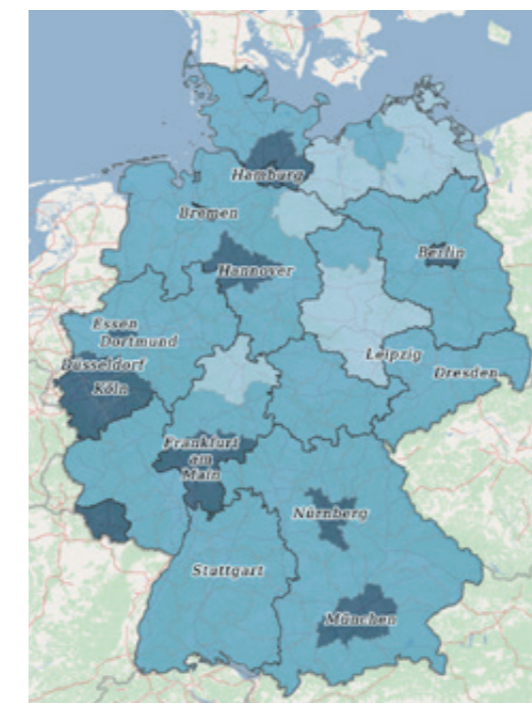 Hamburg
Bremen
Berlin
Hannover
Essen
Dortmund
Düsseldorf
Köln
Leipzig
Dresden
Frankfurt
am
Main
Nürnberg
Stuttgart
München